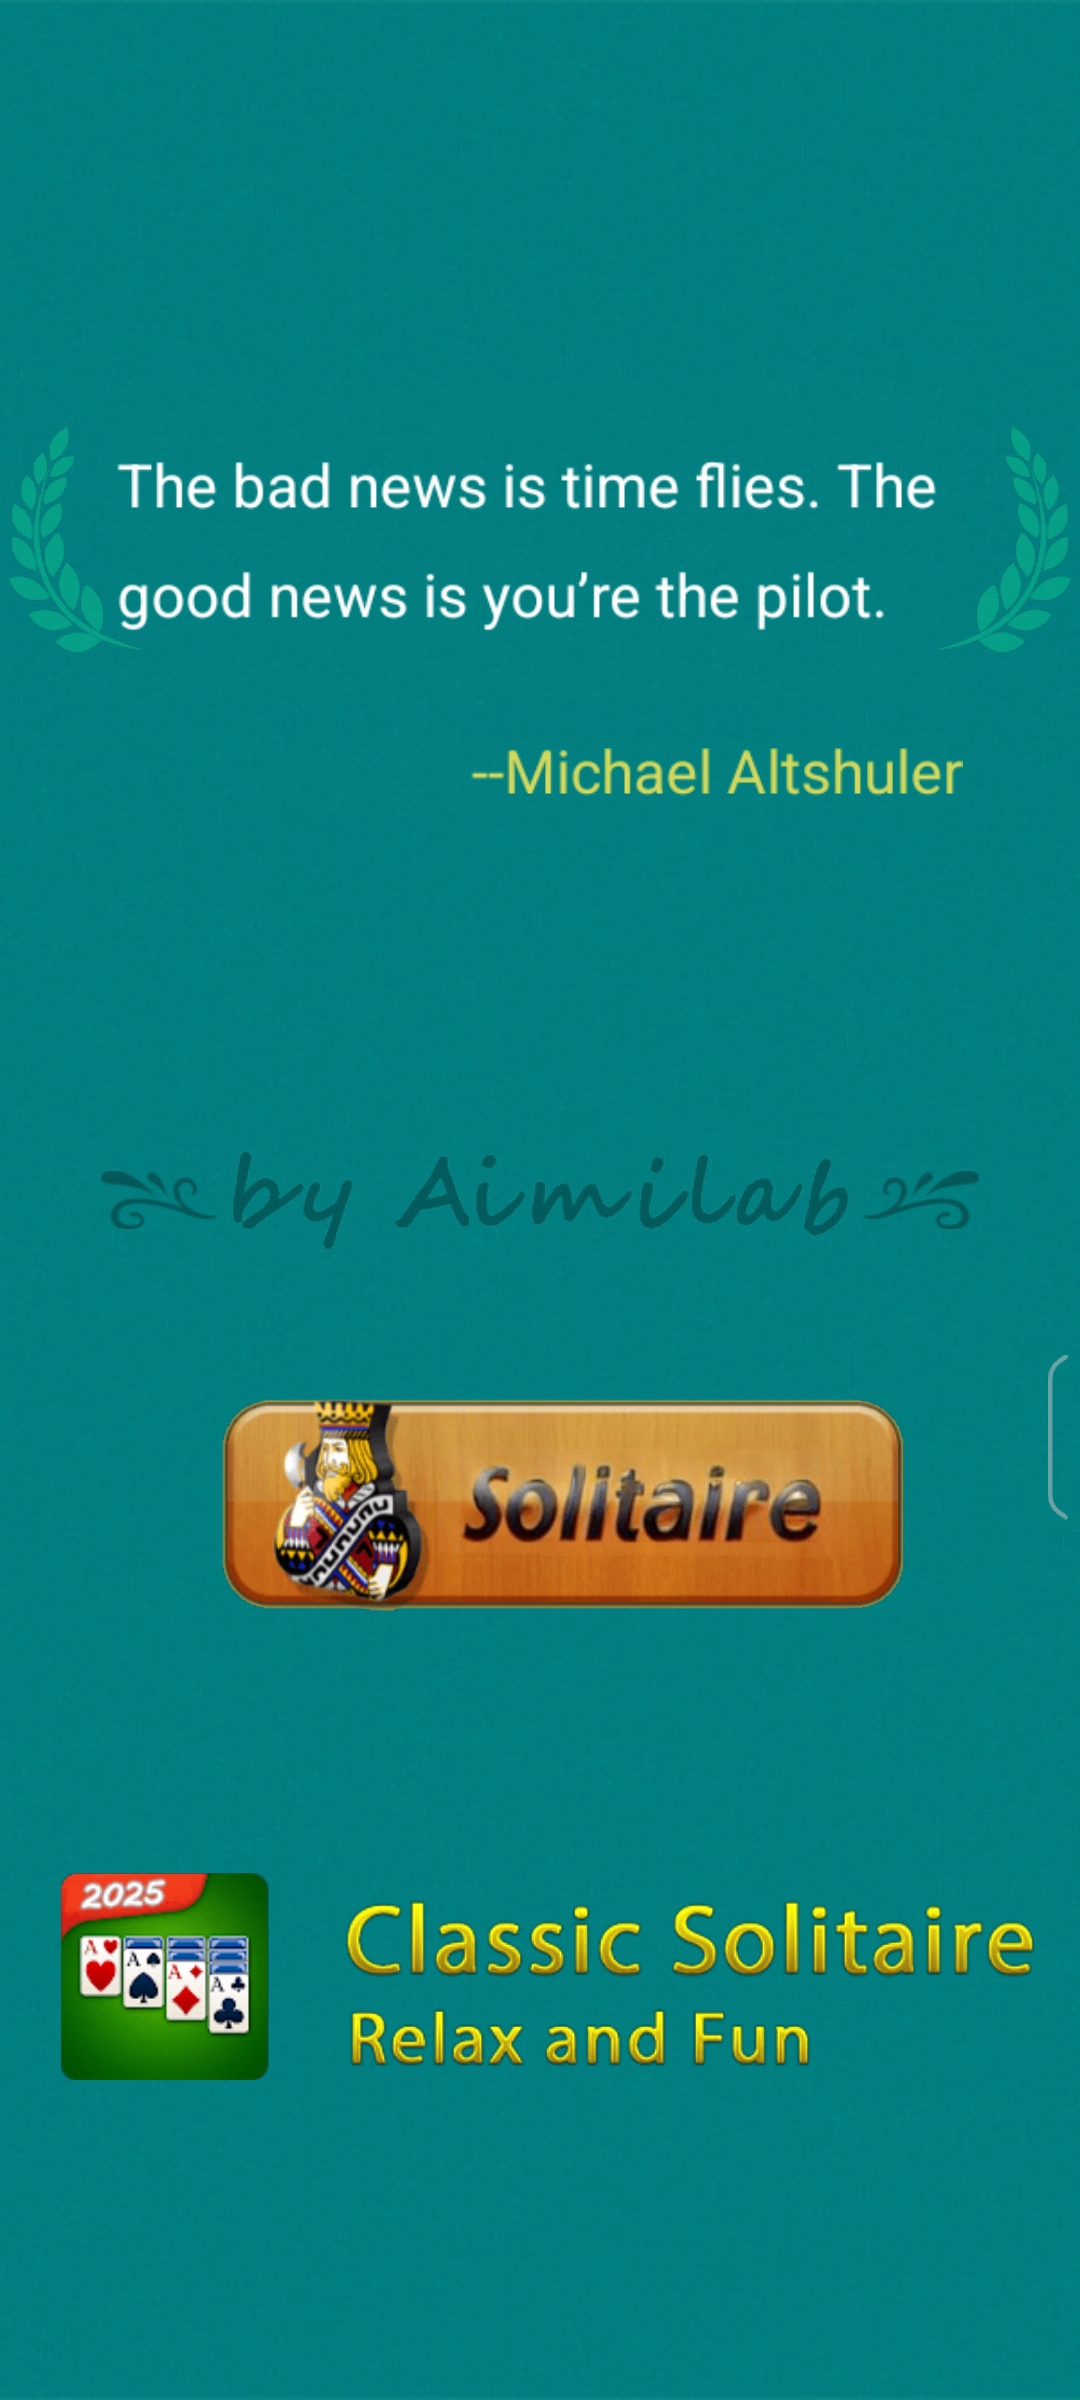 The bad news is time flies. The
good news is you’re the pilot.
--Michael Altshuler
by Aimilab
Solitaire
2025
A A A A
Classic Solitaire
Relax and Fun